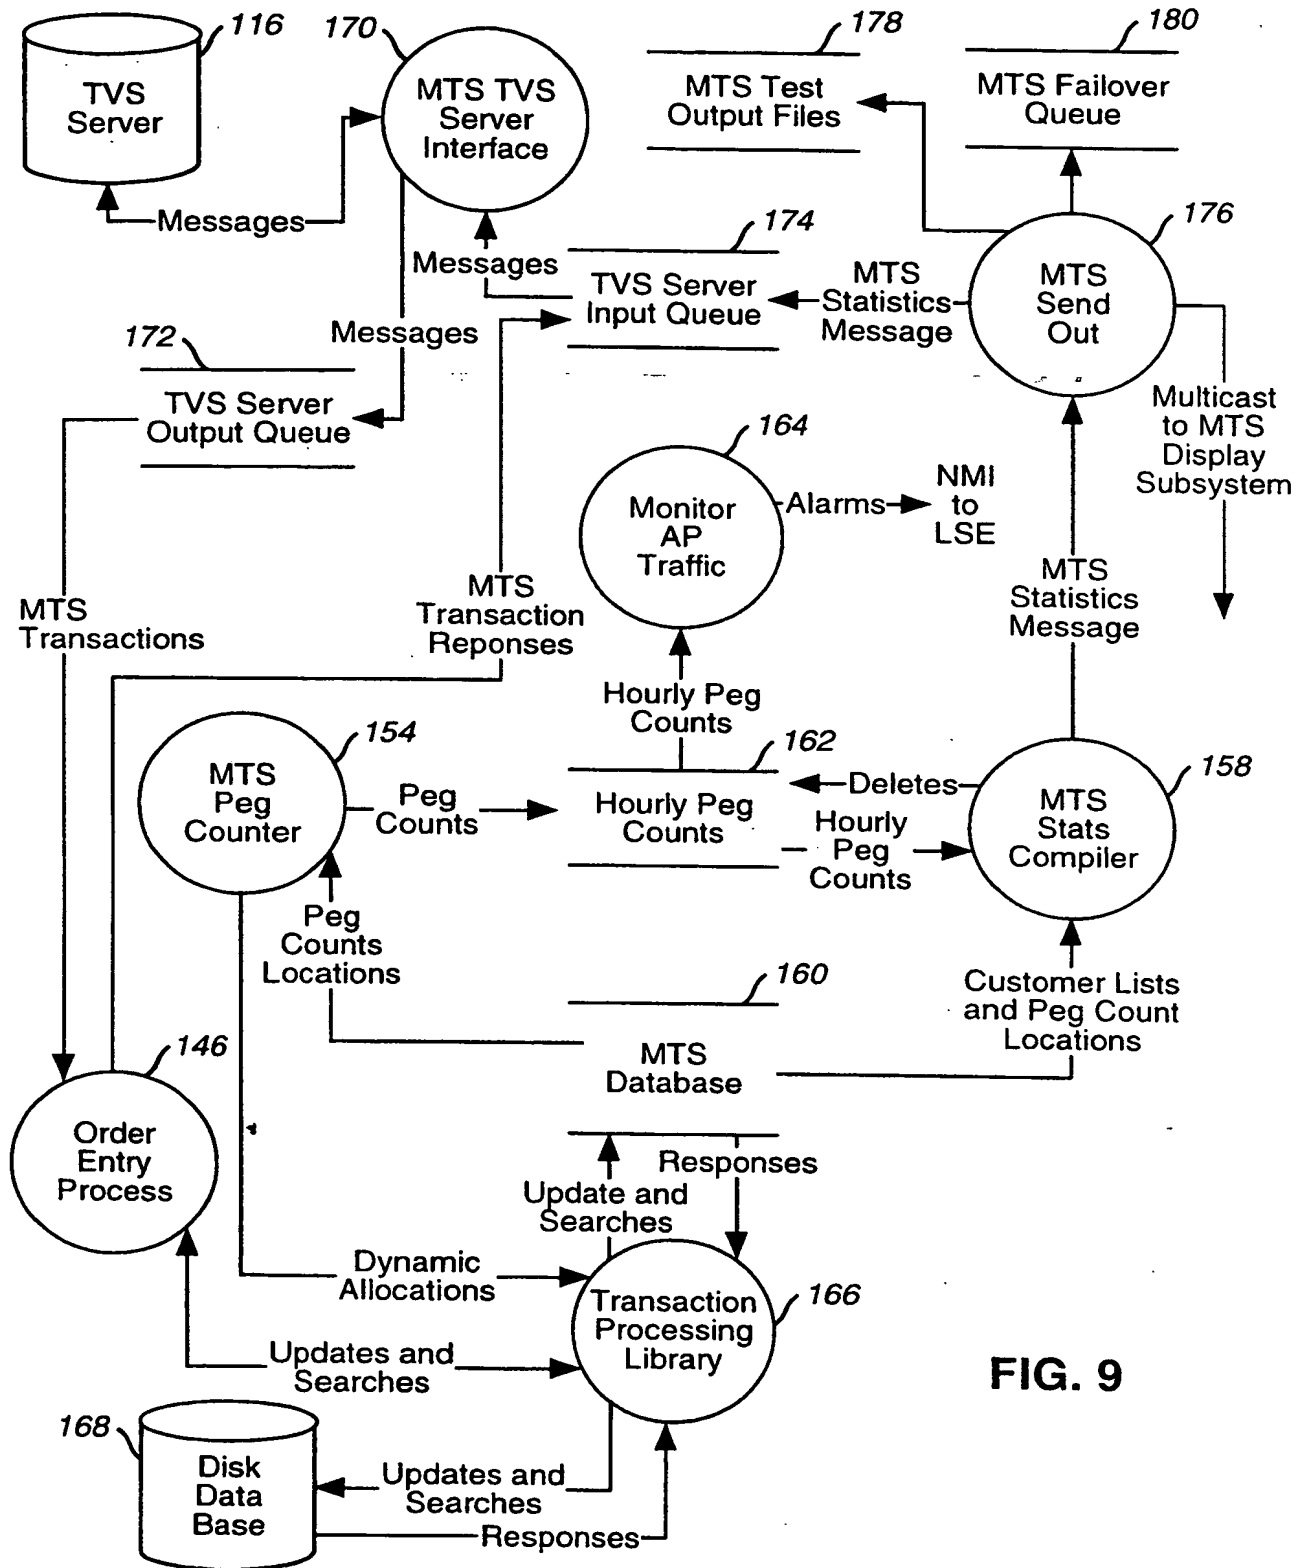 116
TVS
Server
170
MTS TVS
Server
Interface
178
MTS Test
Output Files
180
MTS Failover
Queue
Messages
174
TVS Server
Input Queue
Messages
MTS
Statistics
Message
176
MTS
Send
Out
172
TVS Server
Output Queue
Messages
Multicast
to MTS
Display
Subsystem
164
Monitor
AP
Traffic
Alarms
NMI
to
LSE
MTS
Transactions
MTS
Transaction
Reponses
MTS
Statistics
Message
Hourly Peg
Counts
154
MTS
Peg
Counter
Peg
Counts
162
Hourly Peg
Counts
Deletes
Hourly
Peg
Counts
158
MTS
Stats
Compiler
Peg
Counts
Locations
160
MTS
Database
Customer Lists
and Peg Count
Locations
146
Order
Entry
Process
Responses
Update and
Searches
Dynamic
Allocations
166
Transaction
Processing
Library
Updates and
Searches
168
Disk
Data
Base
Updates and
Searches
Responses
FIG. 9